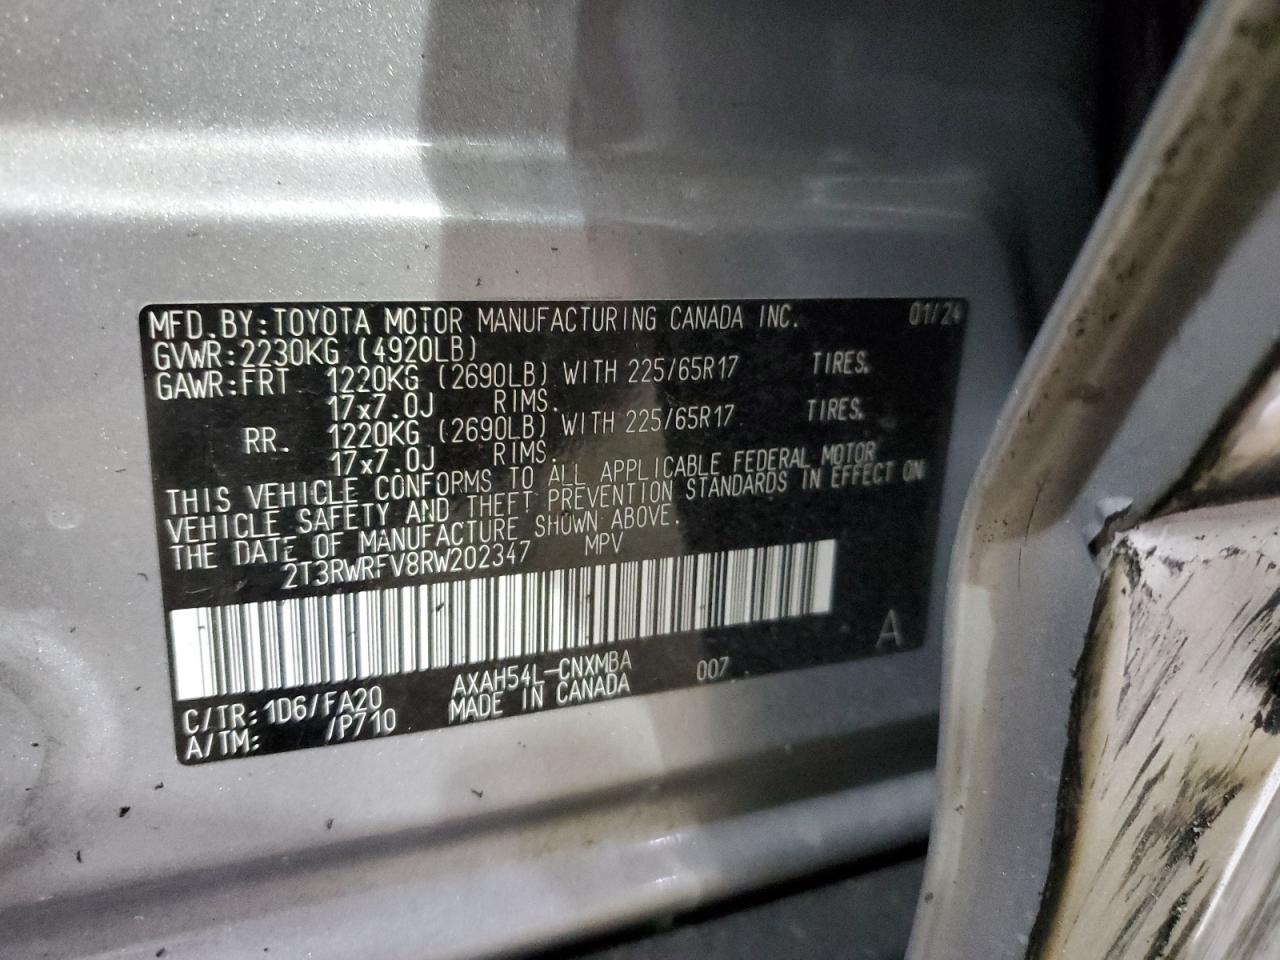 MFD.BY:TOYOTA MOTOR MANUFACTURING CANADA INC. 01/24
GVWR:2230KG (4920LB)
GAWR:FRT 1220KG (2690LB) WITH 225/65R17 TIRES,
17x7.0J RIMS.
RR. 1220KG (2690LB) WITH 225/65R17 TIRES,
17x7.0J RIMS.
THIS VEHICLE CONFORMS TO ALL APPLICABLE FEDERAL MOTOR
VEHICLE SAFETY AND THEFT PREVENTION STANDARDS IN EFFECT ON
THE DATE OF MANUFACTURE SHOWN ABOVE.
2T3RWRFV8RW202347 MPV
A
C/TR:1D6/FA20 AXAH54L-CNXMBA 007
A/TM: /P710 MADE IN CANADA